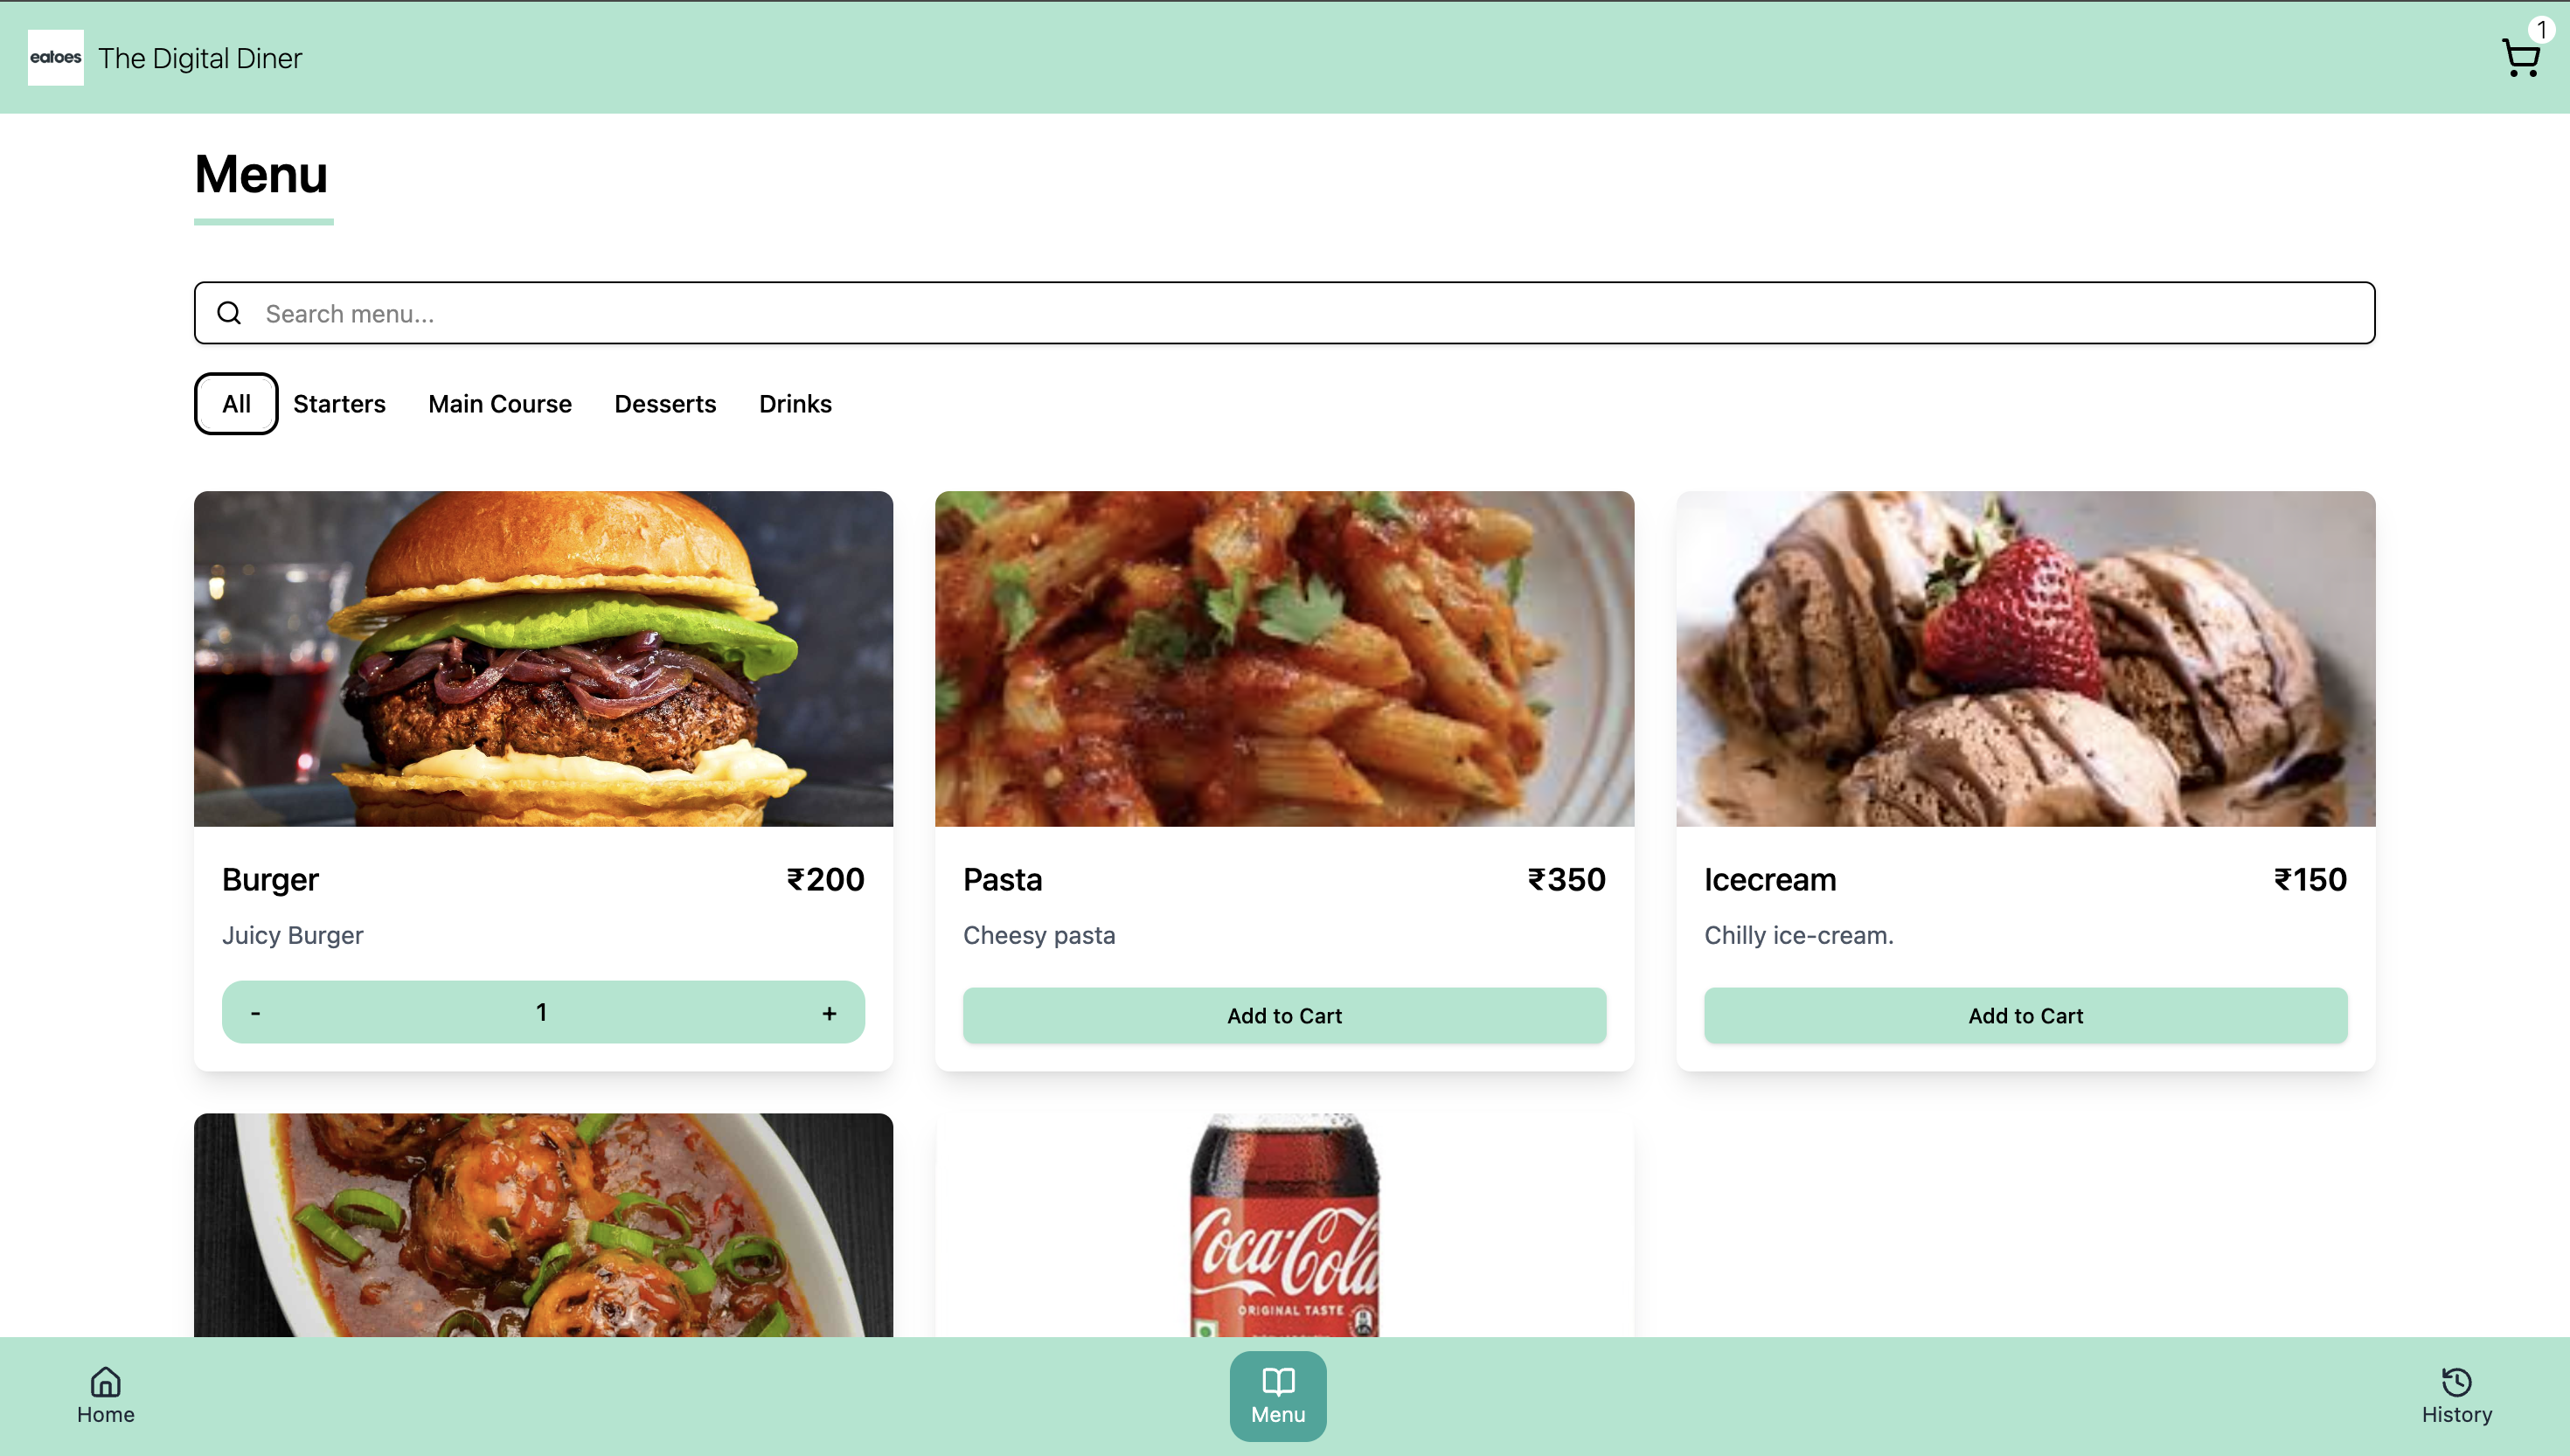 1
eatoes The Digital Diner
Menu
Search menu...
All Starters Main Course Desserts Drinks
Burger ₹200
Juicy Burger
- 1 +
Pasta ₹350
Cheesy pasta
Add to Cart
Icecream ₹150
Chilly ice-cream.
Add to Cart
Coca-Cola
ORIGINAL TASTE
Home
Menu
History